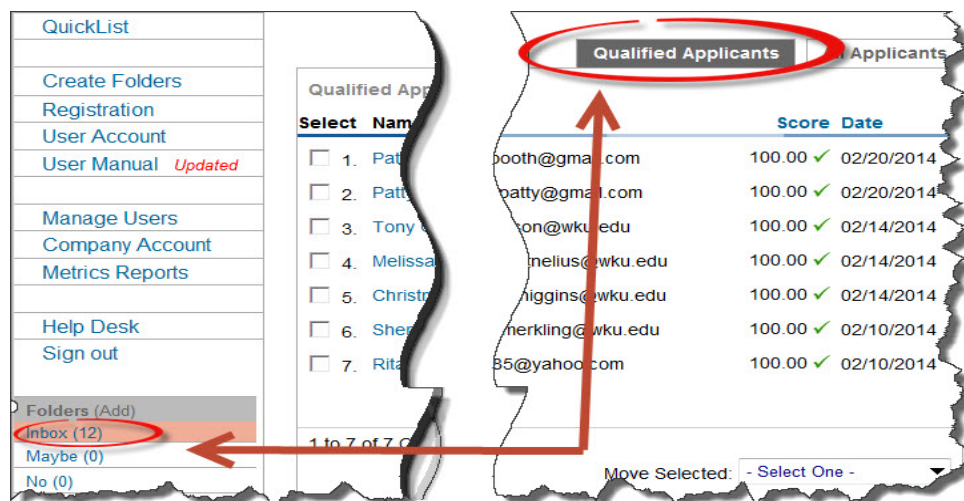 QuickList
Create Folders
Registration
User Account
User Manual Updated
Manage Users
Company Account
Metrics Reports
Help Desk
Sign out
Folders (Add)
Inbox (12)
Maybe (0)
No (0)
Qualified Applicants
Applicants
Qualified App
Select Nam Score Date
1. Pat ooth@gmail.com 100.00 ✓ 02/20/2014
2. Patt patty@gmail.com 100.00 ✓ 02/20/2014
3. Tony son@wku.edu 100.00 ✓ 02/14/2014
4. Melissa rnelius@wku.edu 100.00 ✓ 02/14/2014
5. Christ higgins@wku.edu 100.00 ✓ 02/14/2014
6. Sher merkling@wku.edu 100.00 ✓ 02/10/2014
7. Rita 35@yahoo.com 100.00 ✓ 02/10/2014
1 to 7 of 7
Move Selected: - Select One -